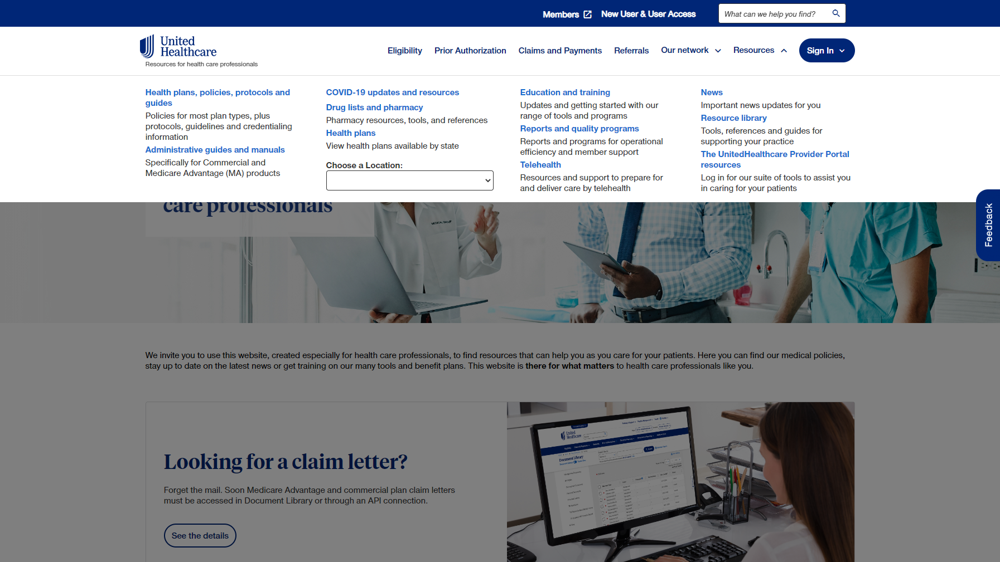 Members New User & User Access What can we help you find?
United
Healthcare
Resources for health care professionals
Eligibility Prior Authorization Claims and Payments Referrals Our network Resources Sign In
Health plans, policies, protocols and
guides
Policies for most plan types, plus
protocols, guidelines and credentialing
information
Administrative guides and manuals
Specifically for Commercial and
Medicare Advantage (MA) products
COVID-19 updates and resources
Drug lists and pharmacy
Pharmacy resources, tools, and references
Health plans
View health plans available by state
Choose a Location:
Education and training
Updates and getting started with our
range of tools and programs
Reports and quality programs
Reports and programs for operational
efficiency and member support
Telehealth
Resources and support to prepare for
and deliver care by telehealth
News
Important news updates for you
Resource library
Tools, references and guides for
supporting your practice
The UnitedHealthcare Provider Portal
resources
Log in for our suite of tools to assist you
in caring for your patients
Feedback
care professionals
MEDICAL GROUP
We invite you to use this website, created especially for health care professionals, to find resources that can help you as you care for your patients. Here you can find our medical policies,
stay up to date on the latest news or get training on our many tools and benefit plans. This website is there for what matters to health care professionals like you.
Looking for a claim letter?
Forget the mail. Soon Medicare Advantage and commercial plan claim letters
must be accessed in Document Library or through an API connection.
See the details
United
Healthcare
Document Library